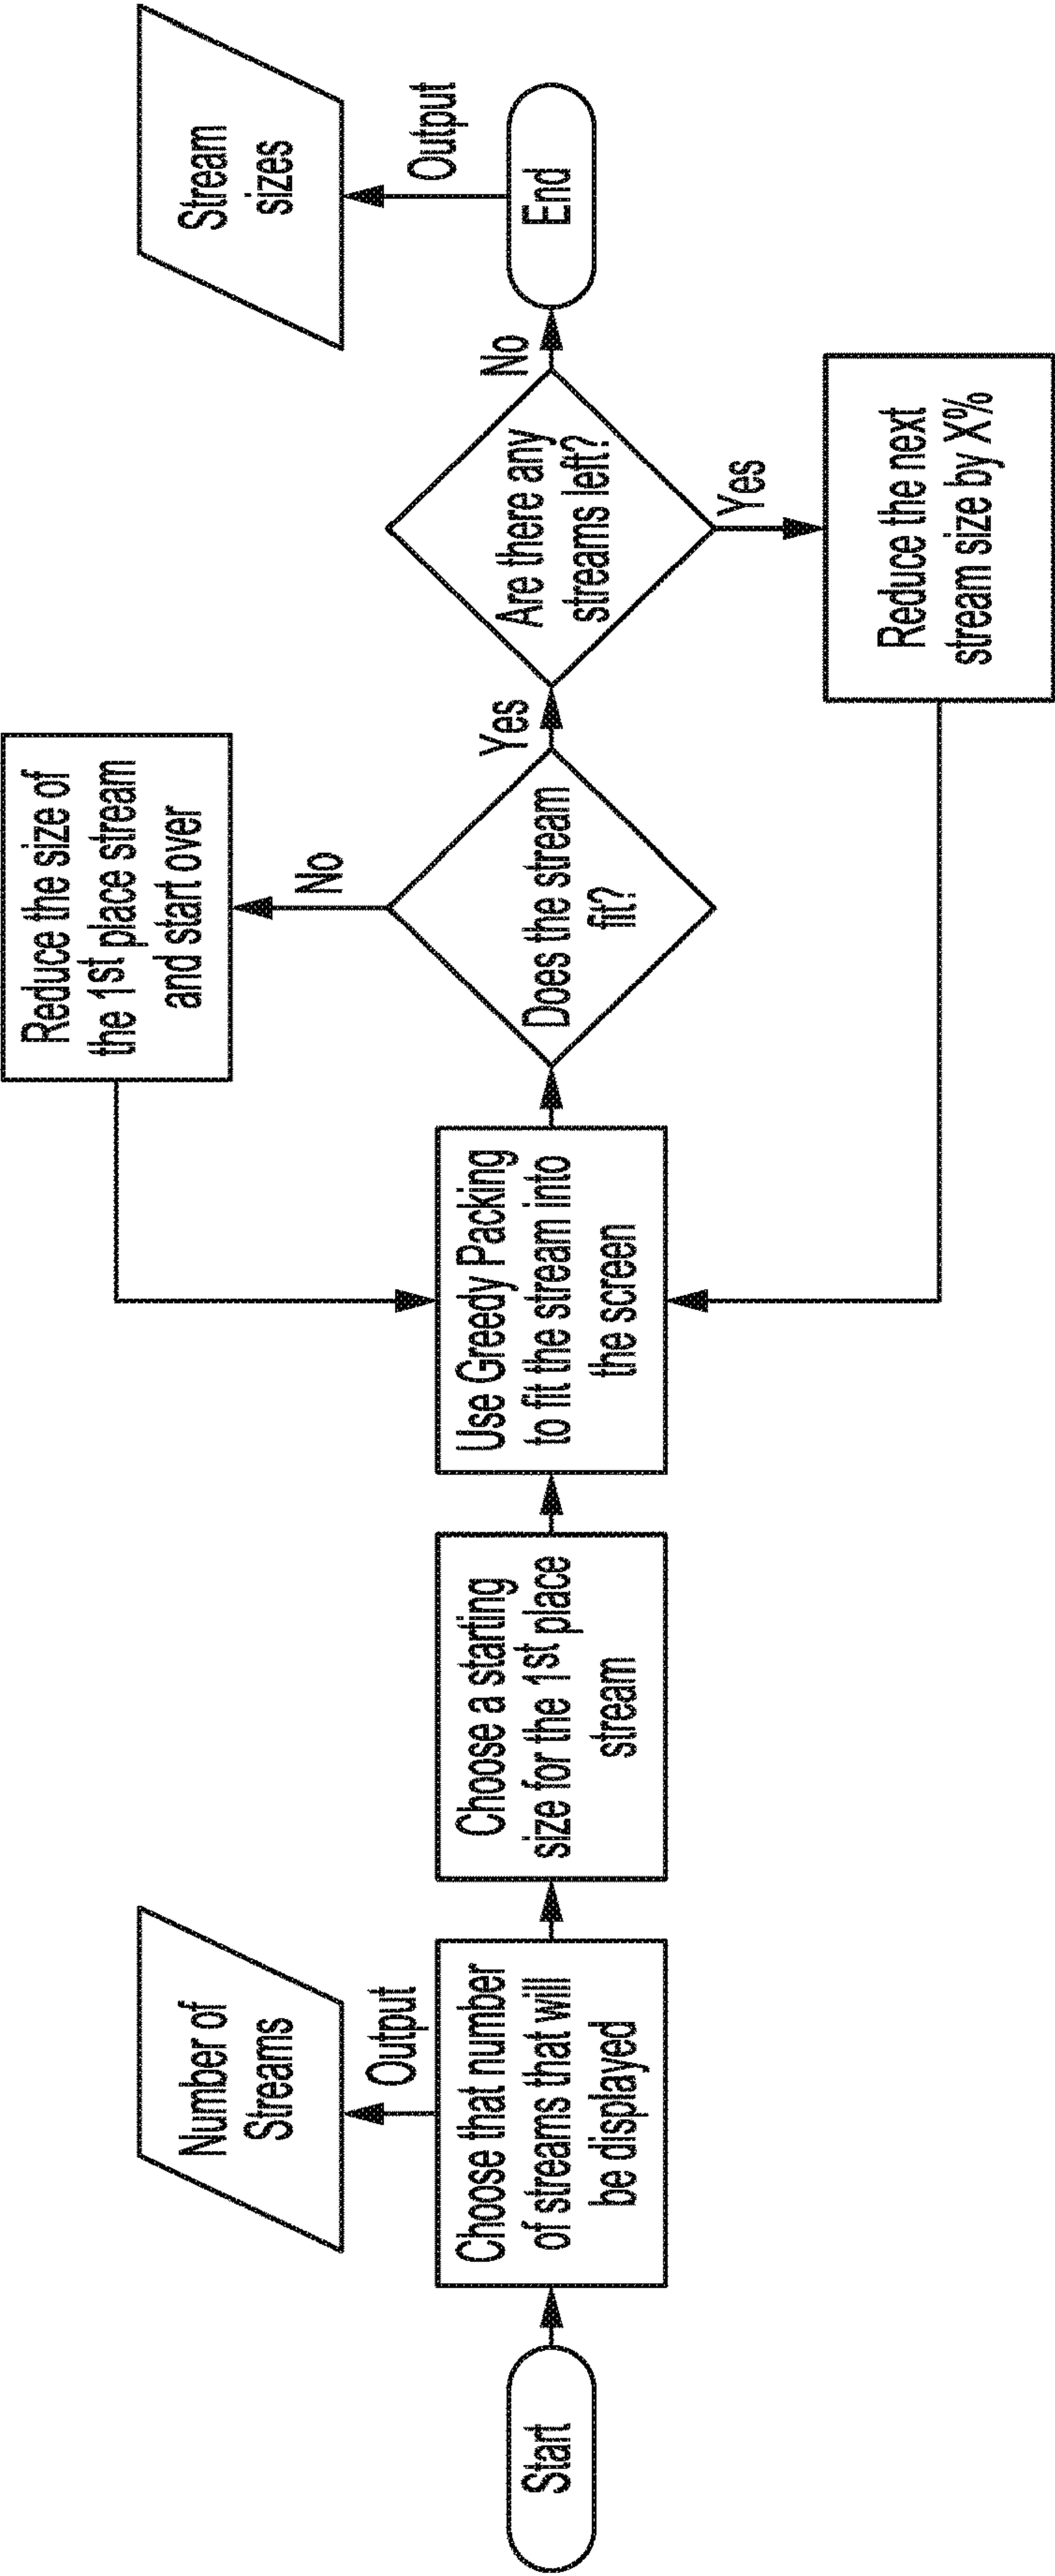 Start
Choose that number
of streams that will
be displayed
Output
Number of
Streams
Choose a starting
size for the 1st place
stream
Use Greedy Packing
to fit the stream into
the screen
Does the stream
fit?
No
Reduce the size of
the 1st place stream
and start over
Yes
Are there any
streams left?
Yes
Reduce the next
stream size by X%
No
End
Output
Stream
sizes